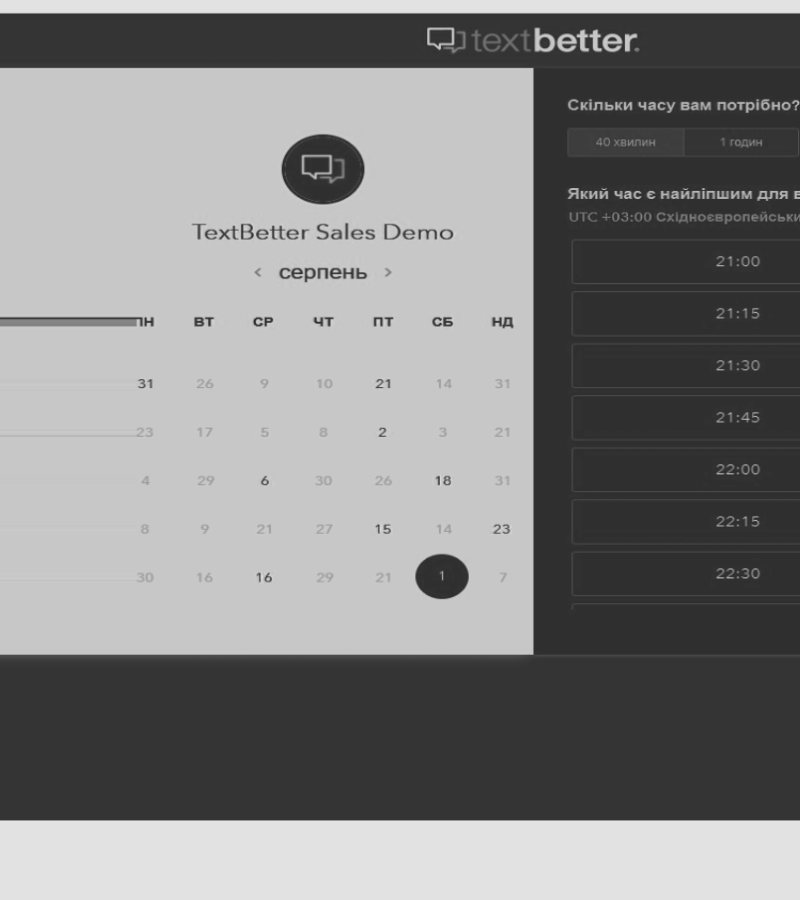 textbetter.
TextBetter Sales Demo
< серпень >
ПН ВТ СР ЧТ ПТ СБ НД
31 26 9 10 21 14 31
23 17 5 8 2 3 21
4 29 6 30 26 18 31
8 9 21 27 15 14 23
30 16 16 29 21 1 7
Скільки часу вам потрібно?
40 хвилин 1 годин
Який час є найліпшим для
UTC +03:00
21:00
21:15
21:30
21:45
22:00
22:15
22:30